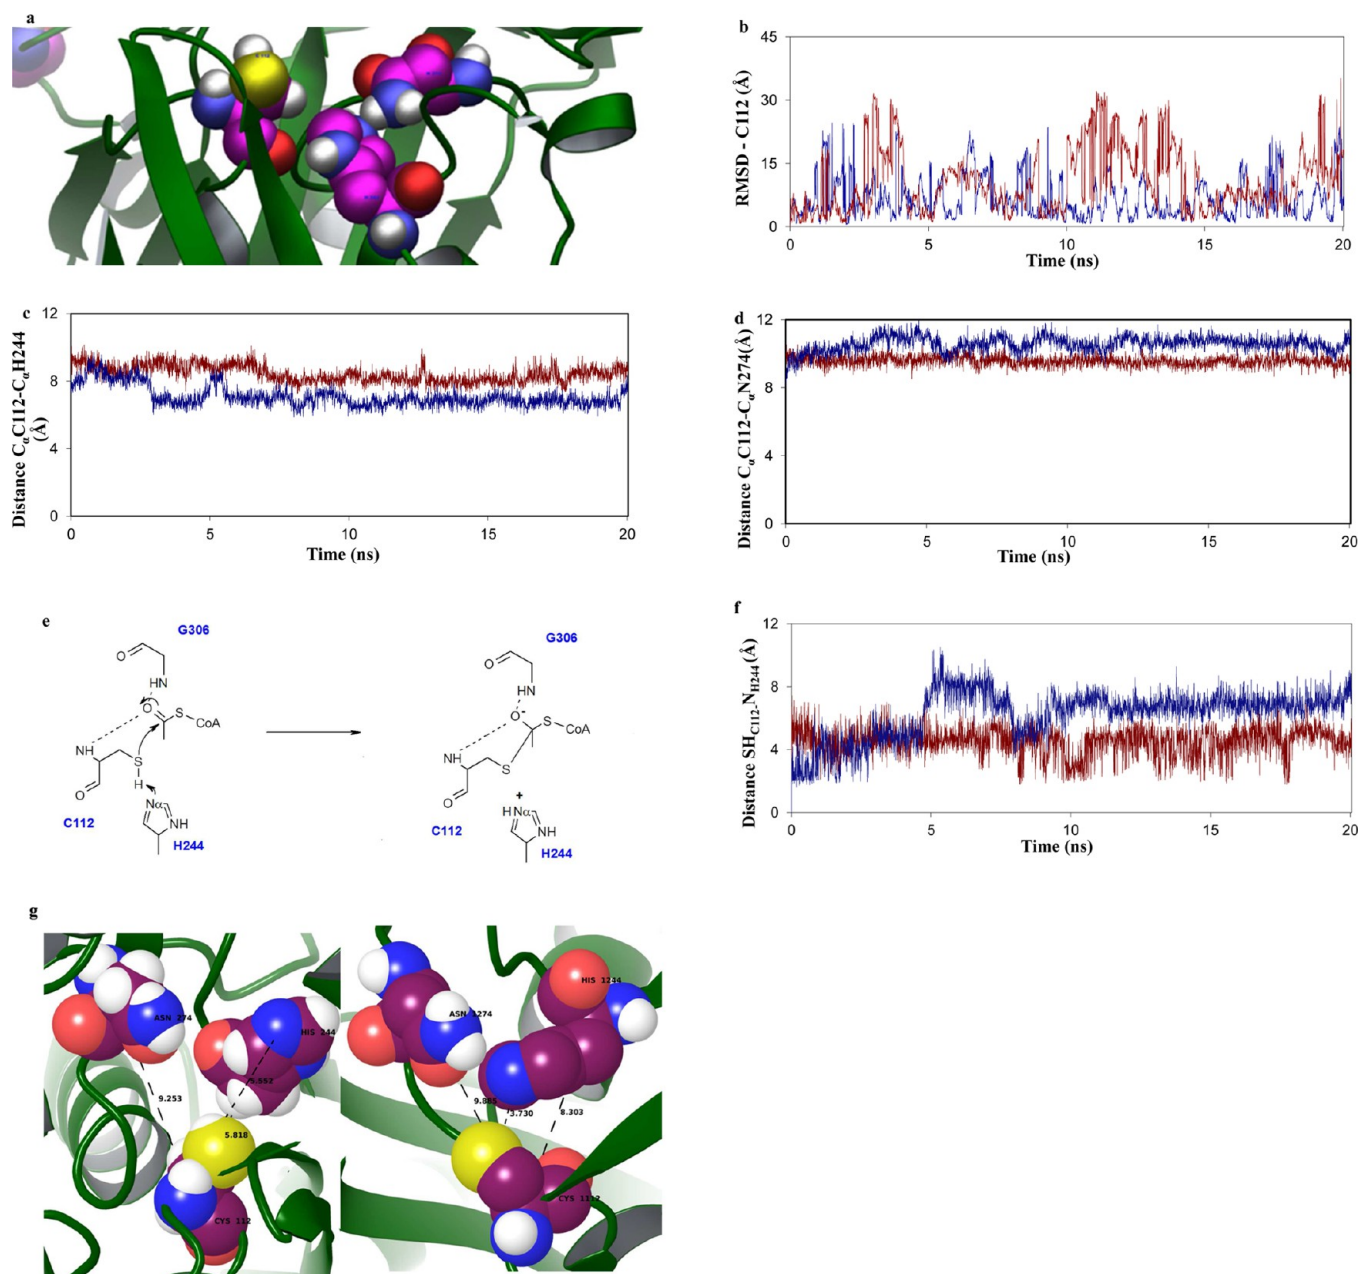 a
b
RMSD - C112 (Å)
45
30
15
0
0
5
10
15
20
Time (ns)
c
Distance CαC112-CαH244
(Å)
12
8
4
0
0
5
10
15
20
Time (ns)
d
Distance CαC112-CαN274(Å)
12
8
4
0
0
5
10
15
20
Time (ns)
e
G306
O
HN
O
S
CoA
NH
S
H
O
Nα
NH
C112
H244
G306
O
HN
O-
S
CoA
NH
S
O
+
H Nα
NH
C112
H244
f
Distance SHC112-NH244 (Å)
12
8
4
0
0
5
10
15
20
Time (ns)
g
ASN 274
HIS 244
5.552
9.253
5.818
CYS 112
ASN 1274
HIS 1244
9.885
3.730
8.303
CYS 1112